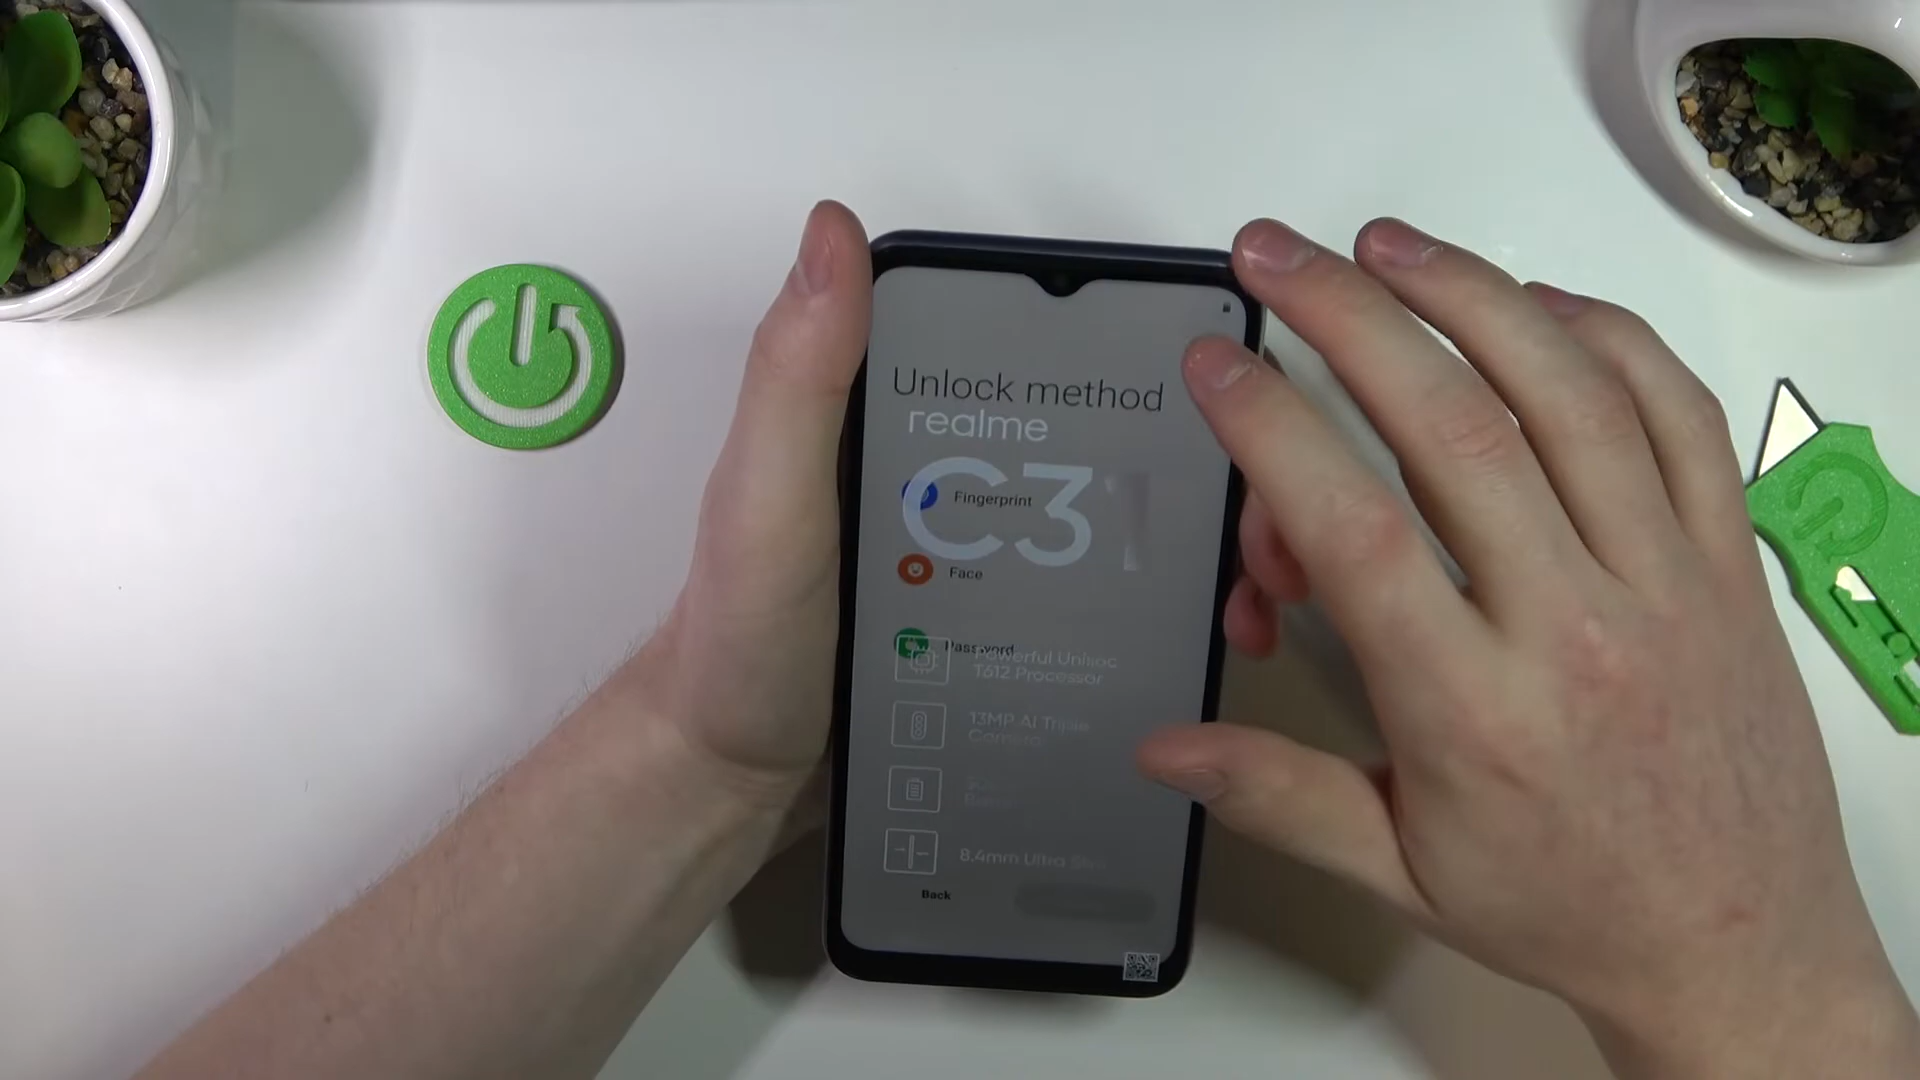 Unlock method
realme
C31
Fingerprint
Face
Password
Powerful Unisoc
T612 Processor
13MP AI Triple
Camera
8.4mm Ultra
Back